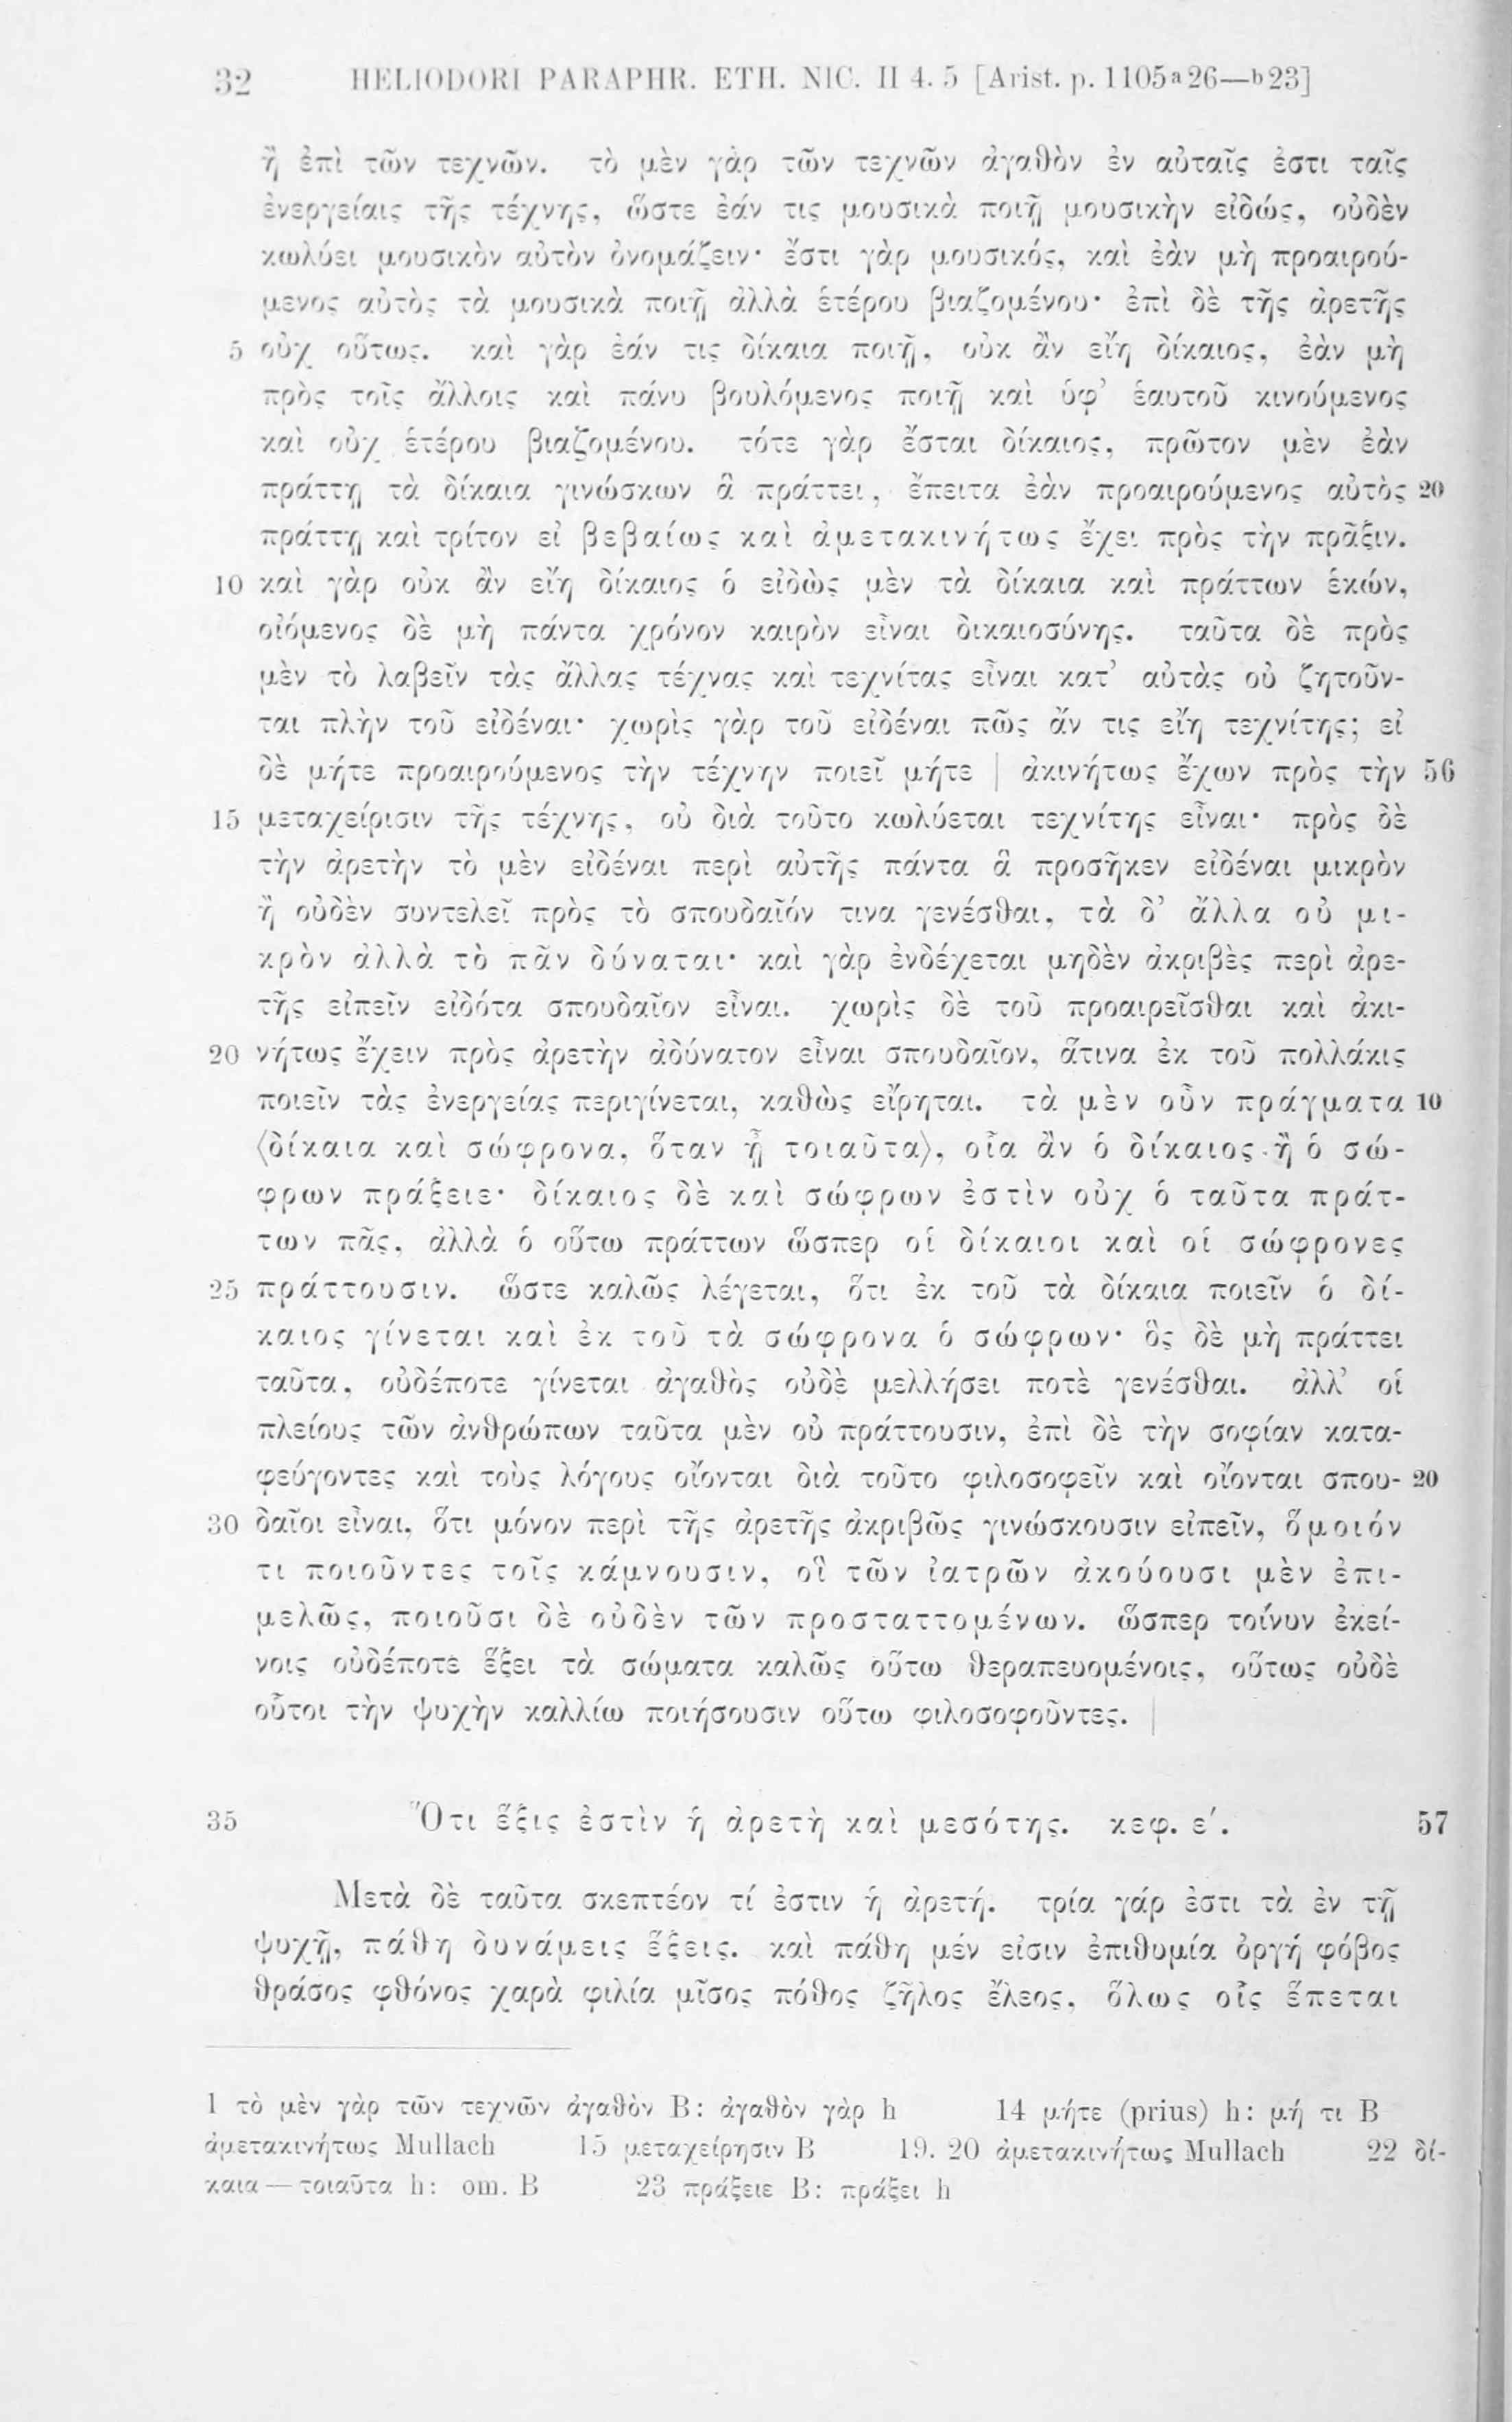 32 HELIODORI PARAPHR. ETH. NIC. II 4. 5 [Arist. p. 1105ᵃ26—ᵇ23]
ἢ ἐπὶ τῶν τεχνῶν. τὸ μὲν γὰρ τῶν τεχνῶν ἀγαθὸν ἐν αὐταῖς ἐστι ταῖς
ἐνεργείαις τῆς τέχνης, ὥστε ἐάν τις μουσικὰ ποιῇ μουσικὴν εἰδώς, οὐδὲν
κωλύει μουσικὸν αὐτὸν ὀνομάζειν· ἔστι γὰρ μουσικός, καὶ ἐὰν μὴ προαιρού-
μενος αὐτὸς τὰ μουσικὰ ποιῇ ἀλλὰ ἑτέρου βιαζομένου· ἐπὶ δὲ τῆς ἀρετῆς
5 οὐχ οὕτως. καὶ γὰρ ἐάν τις δίκαια ποιῇ, οὐκ ἂν εἴη δίκαιος, ἐὰν μὴ
πρὸς τοῖς ἄλλοις καὶ πάνυ βουλόμενος ποιῇ καὶ ὑφ’ ἑαυτοῦ κινούμενος
καὶ οὐχ ἑτέρου βιαζομένου. τότε γὰρ ἔσται δίκαιος, πρῶτον μὲν ἐὰν
πράττῃ τὰ δίκαια γινώσκων ἃ πράττει, ἔπειτα ἐὰν προαιρούμενος αὐτὸς 20
πράττῃ καὶ τρίτον εἰ βεβαίως καὶ ἀμετακινήτως ἔχει πρὸς τὴν πρᾶξιν.
10 καὶ γὰρ οὐκ ἂν εἴη δίκαιος ὁ εἰδὼς μὲν τὰ δίκαια καὶ πράττων ἑκών,
οἰόμενος δὲ μὴ πάντα χρόνον καιρὸν εἶναι δικαιοσύνης. ταῦτα δὲ πρὸς
μὲν τὸ λαβεῖν τὰς ἄλλας τέχνας καὶ τεχνίτας εἶναι κατ’ αὐτὰς οὐ ζητοῦν-
ται πλὴν τοῦ εἰδέναι· χωρὶς γὰρ τοῦ εἰδέναι πῶς ἄν τις εἴη τεχνίτης; εἰ
δὲ μήτε προαιρούμενος τὴν τέχνην ποιεῖ μήτε | ἀκινήτως ἔχων πρὸς τὴν 56
15 μεταχείρισιν τῆς τέχνης, οὐ διὰ τοῦτο κωλύεται τεχνίτης εἶναι· πρὸς δὲ
τὴν ἀρετὴν τὸ μὲν εἰδέναι περὶ αὐτῆς πάντα ἃ προσῆκεν εἰδέναι μικρὸν
ἢ οὐδὲν συντελεῖ πρὸς τὸ σπουδαῖόν τινα γενέσθαι, τὰ δ’ ἄλλα οὐ μι-
κρὸν ἀλλὰ τὸ πᾶν δύναται· καὶ γὰρ ἐνδέχεται μηδὲν ἀκριβὲς περὶ ἀρε-
τῆς εἰπεῖν εἰδότα σπουδαῖον εἶναι. χωρὶς δὲ τοῦ προαιρεῖσθαι καὶ ἀκι-
20 νήτως ἔχειν πρὸς ἀρετὴν ἀδύνατον εἶναι σπουδαῖον, ἅτινα ἐκ τοῦ πολλάκις
ποιεῖν τὰς ἐνεργείας περιγίνεται, καθὼς εἴρηται. τὰ μὲν οὖν πράγματα 10
⟨δίκαια καὶ σώφρονα, ὅταν ᾖ τοιαῦτα⟩, οἷα ἂν ὁ δίκαιος ἢ ὁ σώ-
φρων πράξειε· δίκαιος δὲ καὶ σώφρων ἐστὶν οὐχ ὁ ταῦτα πράτ-
των πᾶς, ἀλλὰ ὁ οὕτω πράττων ὥσπερ οἱ δίκαιοι καὶ οἱ σώφρονες
25 πράττουσιν. ὥστε καλῶς λέγεται, ὅτι ἐκ τοῦ τὰ δίκαια ποιεῖν ὁ δί-
καιος γίνεται καὶ ἐκ τοῦ τὰ σώφρονα ὁ σώφρων· ὃς δὲ μὴ πράττει
ταῦτα, οὐδέποτε γίνεται ἀγαθὸς οὐδὲ μελλήσει ποτὲ γενέσθαι. ἀλλ’ οἱ
πλείους τῶν ἀνθρώπων ταῦτα μὲν οὐ πράττουσιν, ἐπὶ δὲ τὴν σοφίαν κατα-
φεύγοντες καὶ τοὺς λόγους οἴονται διὰ τοῦτο φιλοσοφεῖν καὶ οἴονται σπου- 20
30 δαῖοι εἶναι, ὅτι μόνον περὶ τῆς ἀρετῆς ἀκριβῶς γινώσκουσιν εἰπεῖν, ὅμοιόν
τι ποιοῦντες τοῖς κάμνουσιν, οἳ τῶν ἰατρῶν ἀκούουσι μὲν ἐπι-
μελῶς, ποιοῦσι δὲ οὐδὲν τῶν προσταττομένων. ὥσπερ τοίνυν ἐκεί-
νοις οὐδέποτε ἕξει τὰ σώματα καλῶς οὕτω θεραπευομένοις, οὕτως οὐδὲ
οὗτοι τὴν ψυχὴν καλλίω ποιήσουσιν οὕτω φιλοσοφοῦντες. |
35 Ὅτι ἕξις ἐστὶν ἡ ἀρετὴ καὶ μεσότης. κεφ. ε′. 57
Μετὰ δὲ ταῦτα σκεπτέον τί ἐστιν ἡ ἀρετή. τρία γάρ ἐστι τὰ ἐν τῇ
ψυχῇ, πάθη δυνάμεις ἕξεις. καὶ πάθη μέν εἰσιν ἐπιθυμία ὀργή φόβος
θράσος φθόνος χαρὰ φιλία μῖσος πόθος ζῆλος ἔλεος, ὅλως οἷς ἕπεται
1 τὸ μὲν γὰρ τῶν τεχνῶν ἀγαθὸν B: ἀγαθὸν γὰρ h 14 μήτε (prius) h: μή τι B
ἀμετακινήτως Mullach 15 μεταχείρησιν B 19. 20 ἀμετακινήτως Mullach 22 δί-
καια — τοιαῦτα h: om. B 23 πράξειε B: πράξει h